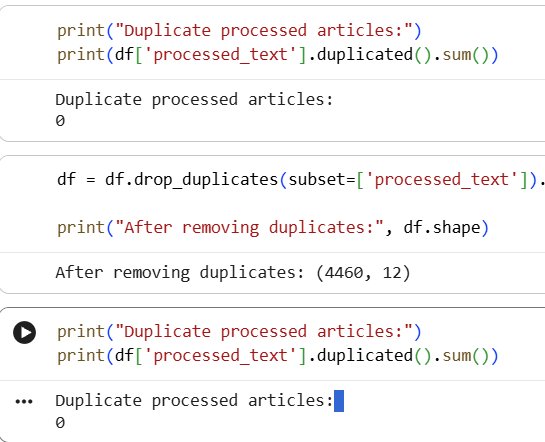 print("Duplicate processed articles:")
print(df['processed_text'].duplicated().sum())
Duplicate processed articles:
0
df = df.drop_duplicates(subset=['processed_text']).
print("After removing duplicates:", df.shape)
After removing duplicates: (4460, 12)
print("Duplicate processed articles:")
print(df['processed_text'].duplicated().sum())
Duplicate processed articles:
0